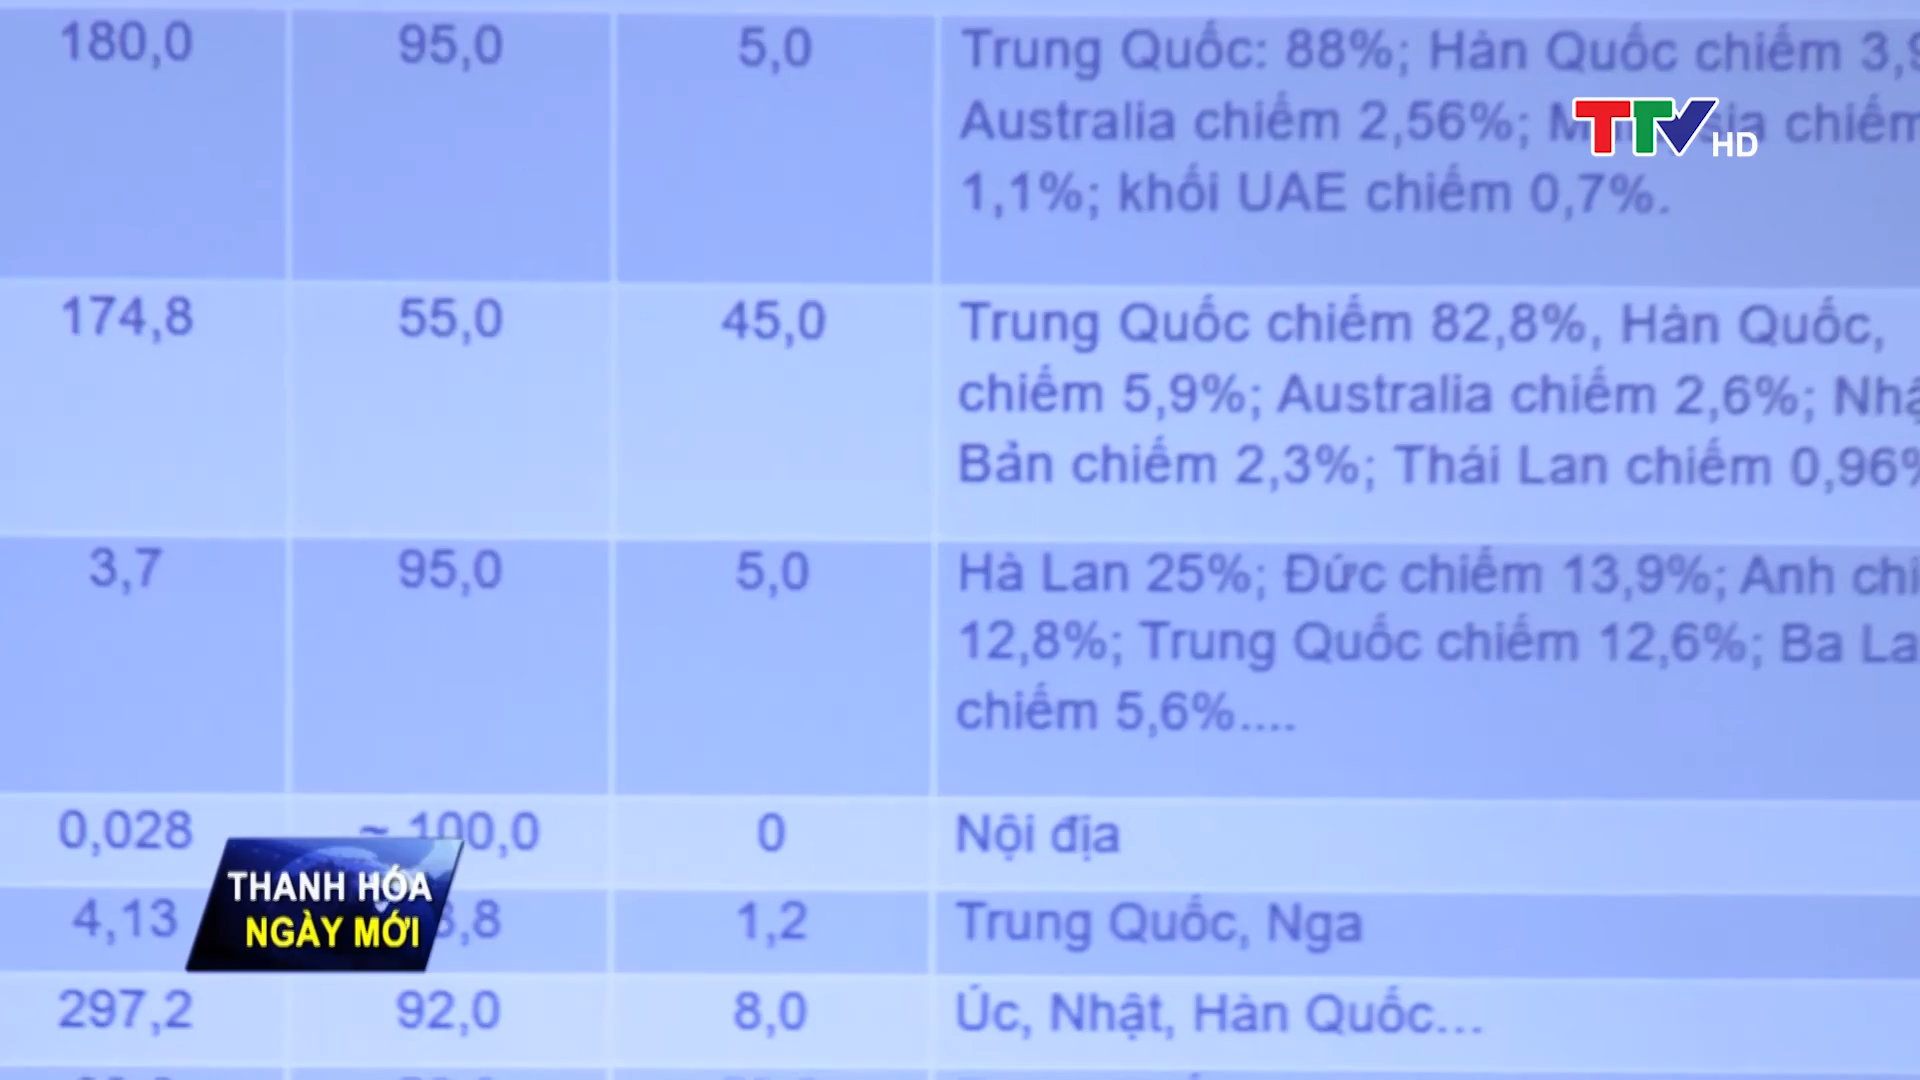 180,0 95,0 5,0 Trung Quốc: 88%; Hàn Quốc chiếm
Australia chiếm 2,56%; chiếm
1,1%; khối UAE chiếm 0,7%.
TTV HD
174,8 55,0 45,0 Trung Quốc chiếm 82,8%, Hàn Quốc,
chiếm 5,9%; Australia chiếm 2,6%;
Bản chiếm 2,3%; Thái Lan chiếm 0,96%
3,7 95,0 5,0 Hà Lan 25%; Đức chiếm 13,9%; Anh
12,8%; Trung Quốc chiếm 12,6%; Ba
chiếm 5,6%....
0,028 ~ 100,0 0 Nội địa
4,13 1,2 Trung Quốc, Nga
297,2 92,0 8,0 Úc, Nhật, Hàn Quốc...
THANH HÓA
NGÀY MỚI